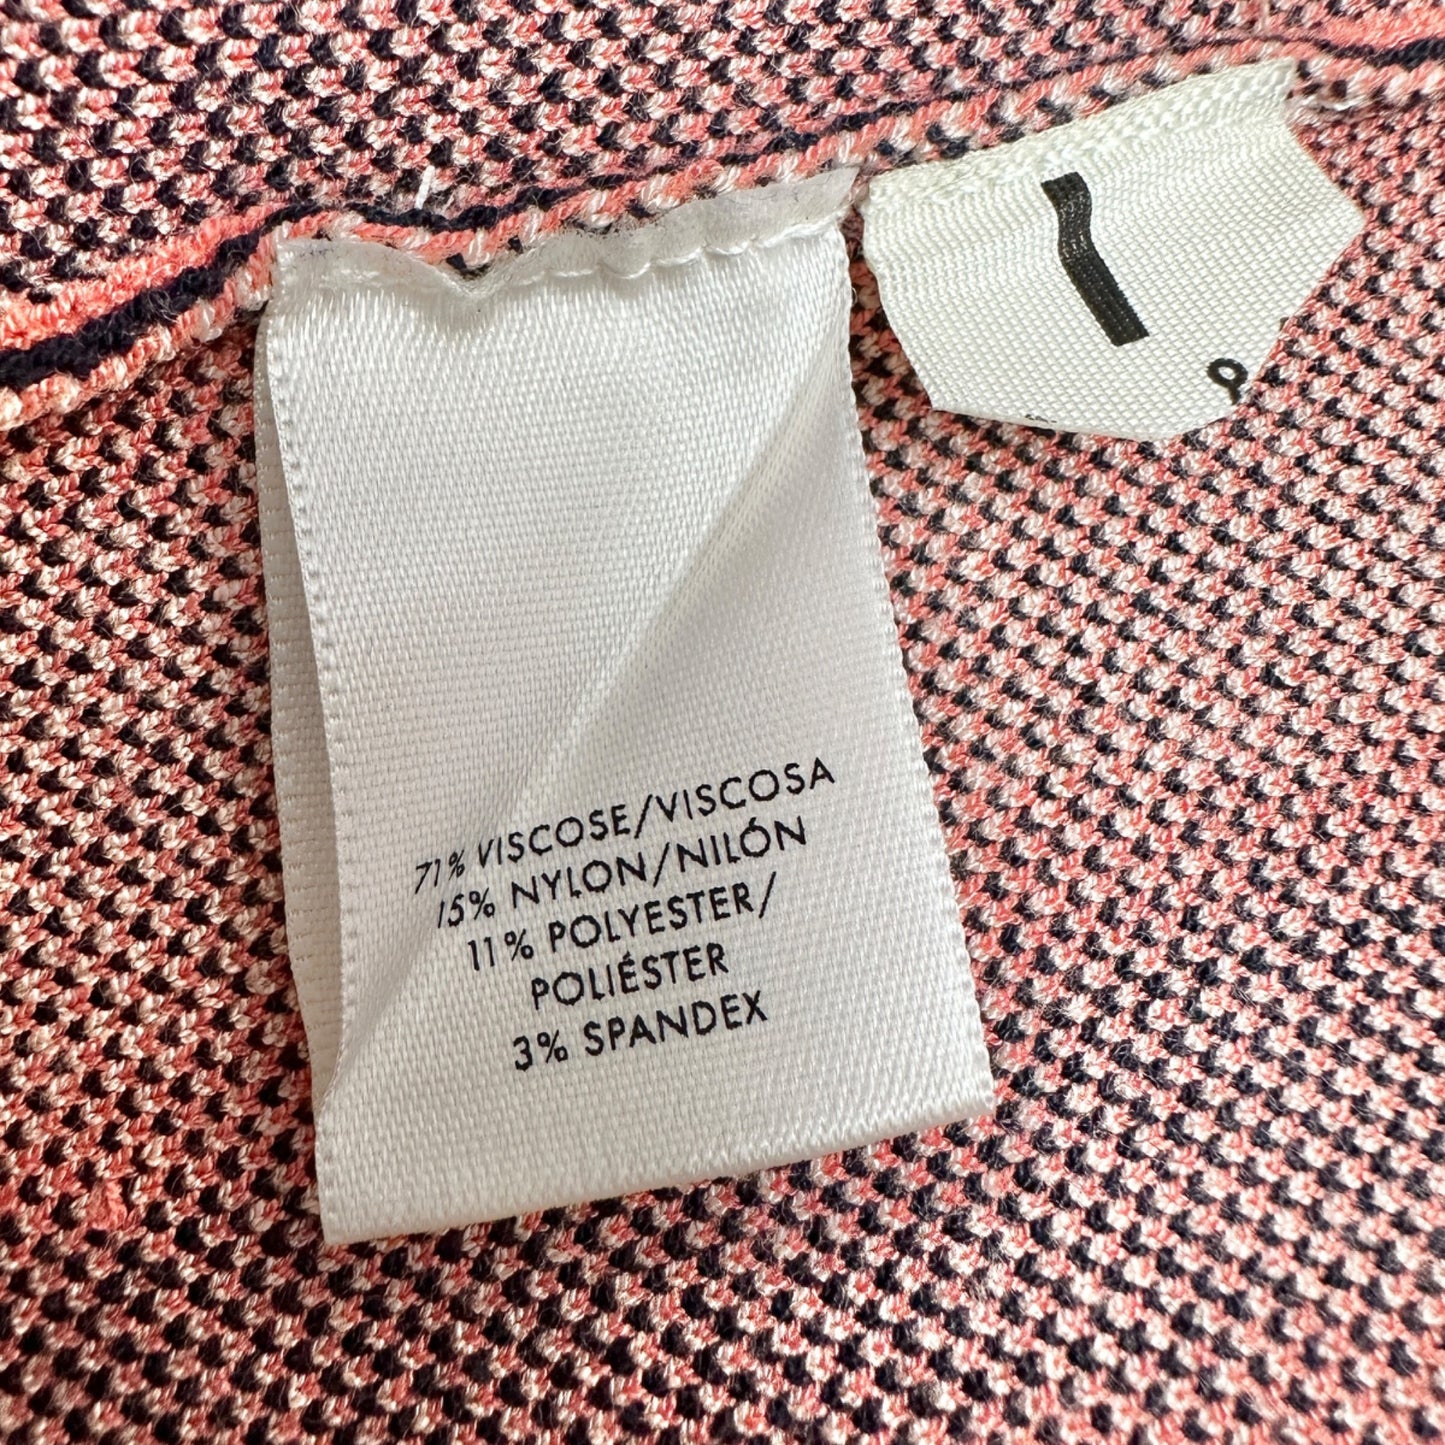 71% VISCOSE/VISCOSA
15% NYLON/NILÓN
11% POLYESTER/
POLIÉSTER
3% SPANDEX